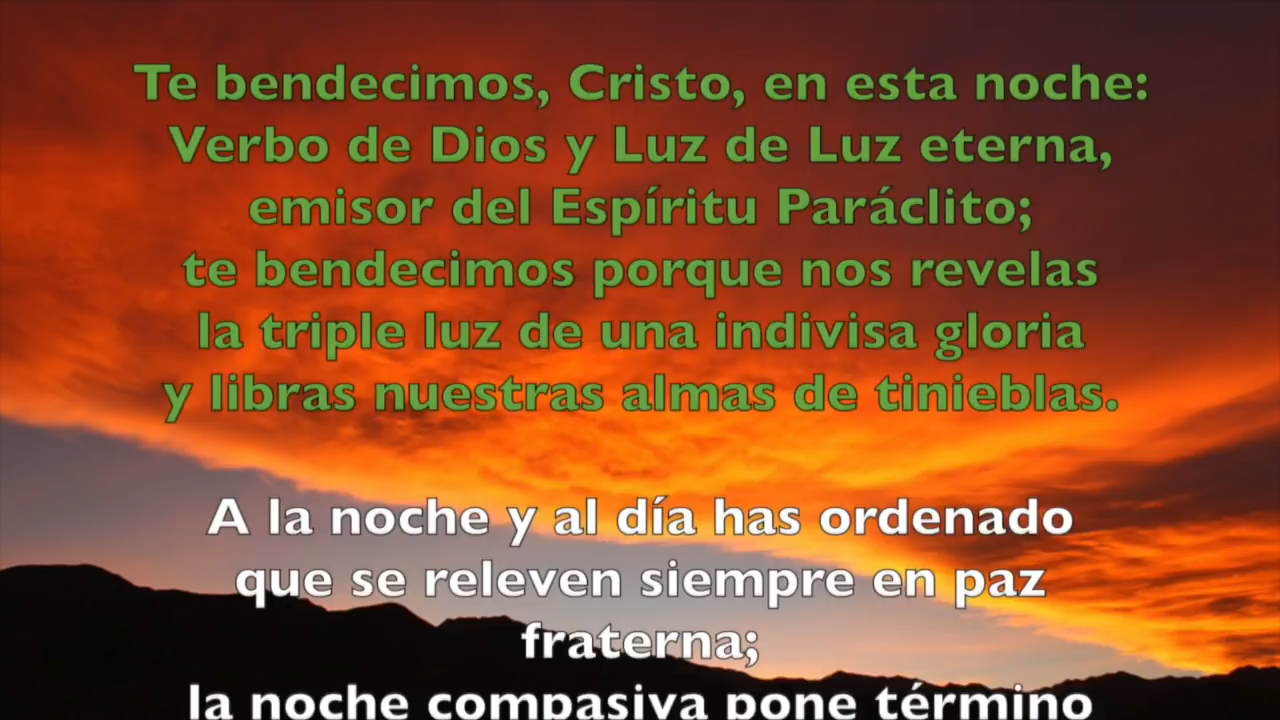 Te bendecimos, Cristo, en esta noche:
Verbo de Dios y Luz de Luz eterna,
emisor del Espíritu Paráclito;
te bendecimos porque nos revelas
la triple luz de una indivisa gloria
y libras nuestras almas de tinieblas.
A la noche y al día has ordenado
que se releven siempre en paz
fraterna;
la noche compasiva pone término